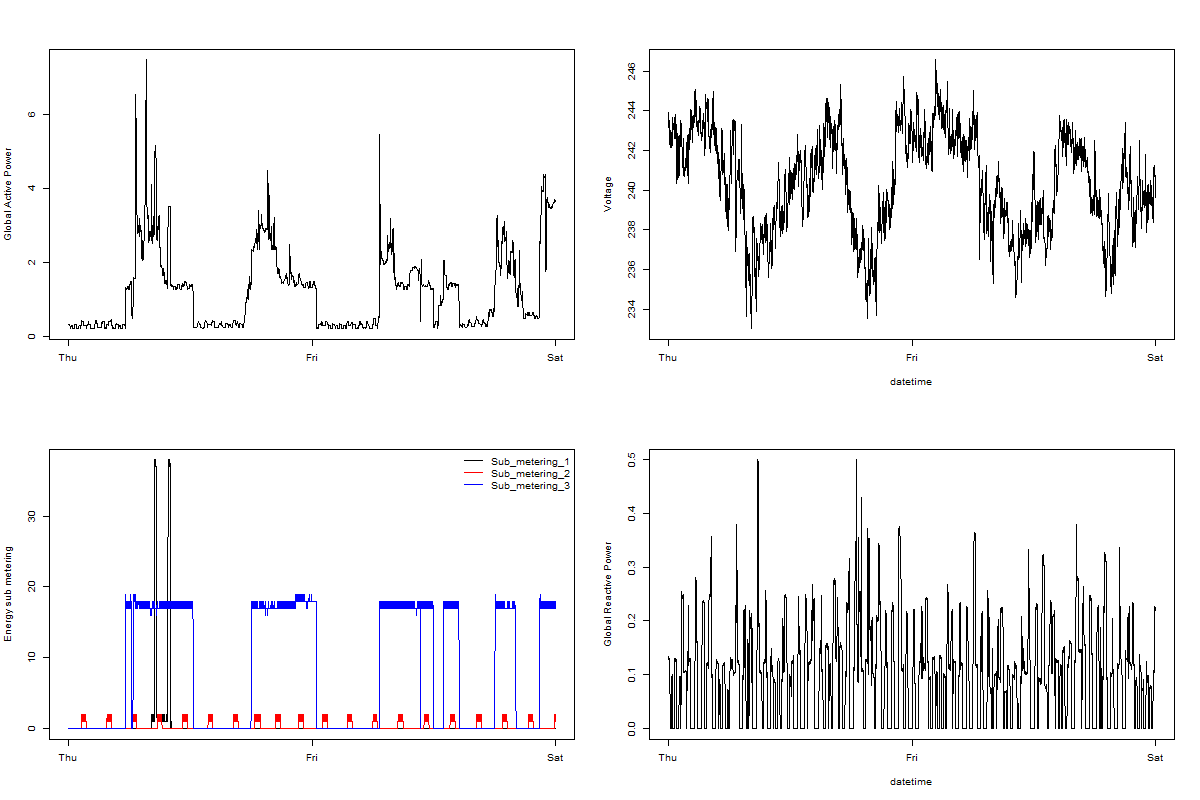 Global Active Power
6
4
2
0
Thu
Fri
Sat
Voltage
246
244
242
240
238
236
234
Thu
Fri
Sat
datetime
Energy sub metering
30
20
10
0
Sub_metering_1
Sub_metering_2
Sub_metering_3
Thu
Fri
Sat
Global Reactive Power
0.5
0.4
0.3
0.2
0.1
0.0
Thu
Fri
Sat
datetime